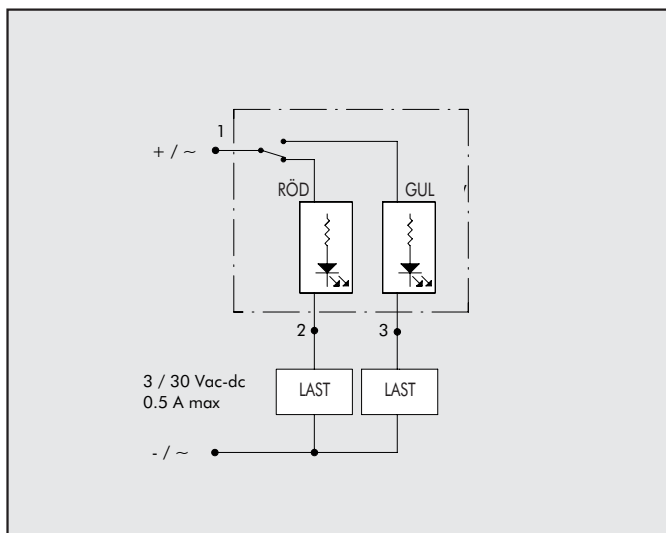 1
+ / ~
RÖD GUL
2 3
3 / 30 Vac-dc
0.5 A max
LAST LAST
- / ~